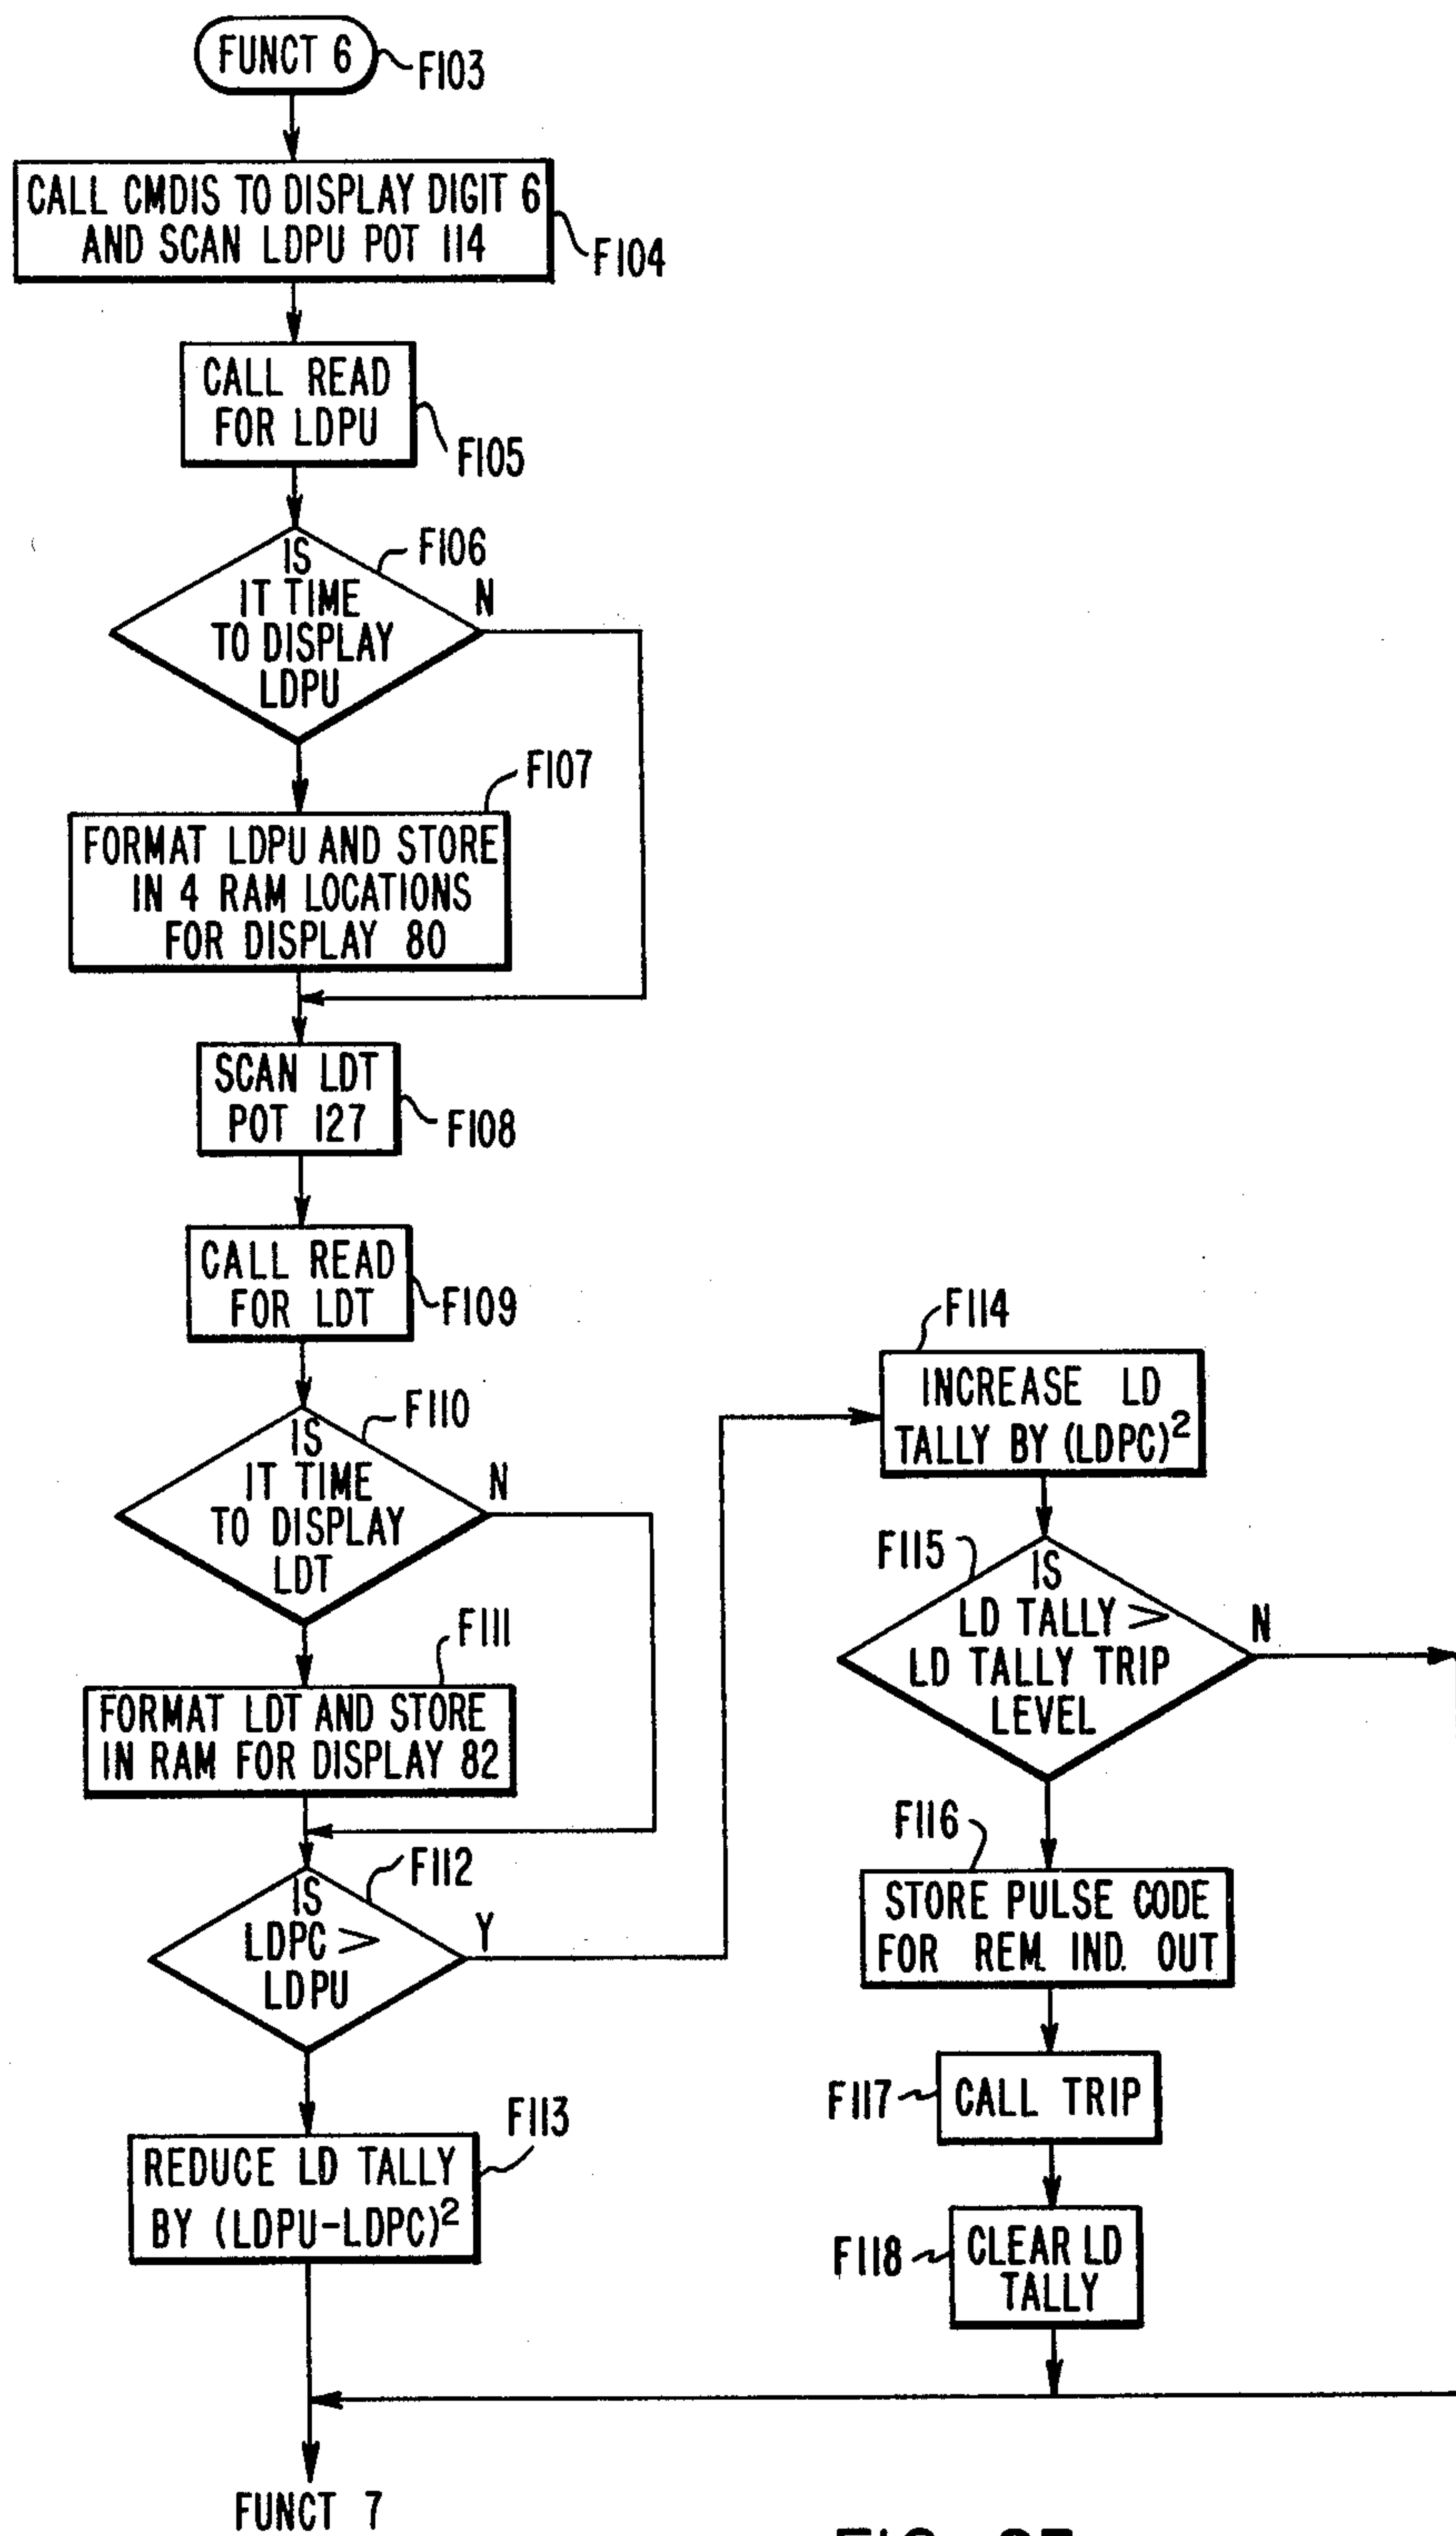 FUNCT 6
F103
CALL CMDIS TO DISPLAY DIGIT 6
AND SCAN LDPU POT 114
F104
CALL READ
FOR LDPU
F105
F106
IS
IT TIME
TO DISPLAY
LDPU
N
F107
FORMAT LDPU AND STORE
IN 4 RAM LOCATIONS
FOR DISPLAY 80
SCAN LDT
POT 127
F108
CALL READ
FOR LDT
F109
F110
IS
IT TIME
TO DISPLAY
LDT
N
F111
FORMAT LDT AND STORE
IN RAM FOR DISPLAY 82
F112
IS
LDPC >
LDPU
Y
F113
REDUCE LD TALLY
BY (LDPU-LDPC)²
F114
INCREASE LD
TALLY BY (LDPC)²
F115
IS
LD TALLY >
LD TALLY TRIP
LEVEL
N
F116
STORE PULSE CODE
FOR REM. IND. OUT
F117
CALL TRIP
F118
CLEAR LD
TALLY
FUNCT 7